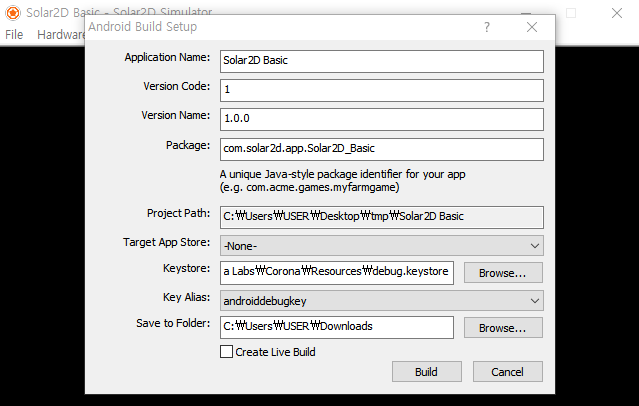 Solar2D Basic - Solar2D Simulator
File Hardware
Android Build Setup
Application Name: Solar2D Basic
Version Code: 1
Version Name: 1.0.0
Package: com.solar2d.app.Solar2D_Basic
A unique Java-style package identifier for your app
(e.g. com.acme.games.myfarmgame)
Project Path: C:₩Users₩USER₩Desktop₩tmp₩Solar2D Basic
Target App Store: -None-
Keystore: a Labs₩Corona₩Resources₩debug.keystore Browse...
Key Alias: androiddebugkey
Save to Folder: C:₩Users₩USER₩Downloads Browse...
Create Live Build
Build Cancel